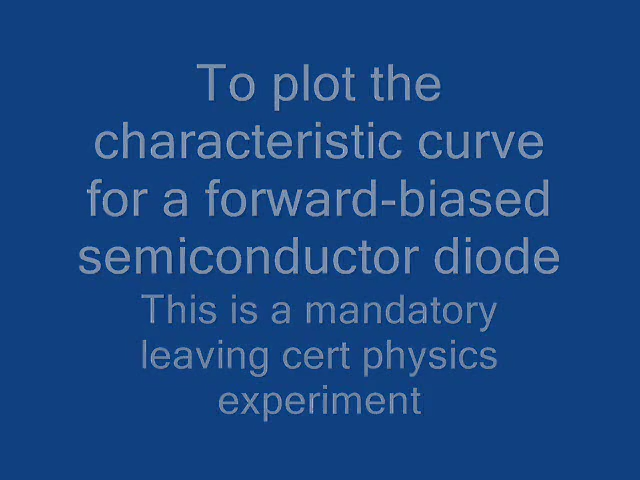 To plot the
characteristic curve
for a forward-biased
semiconductor diode
This is a mandatory
leaving cert physics
experiment